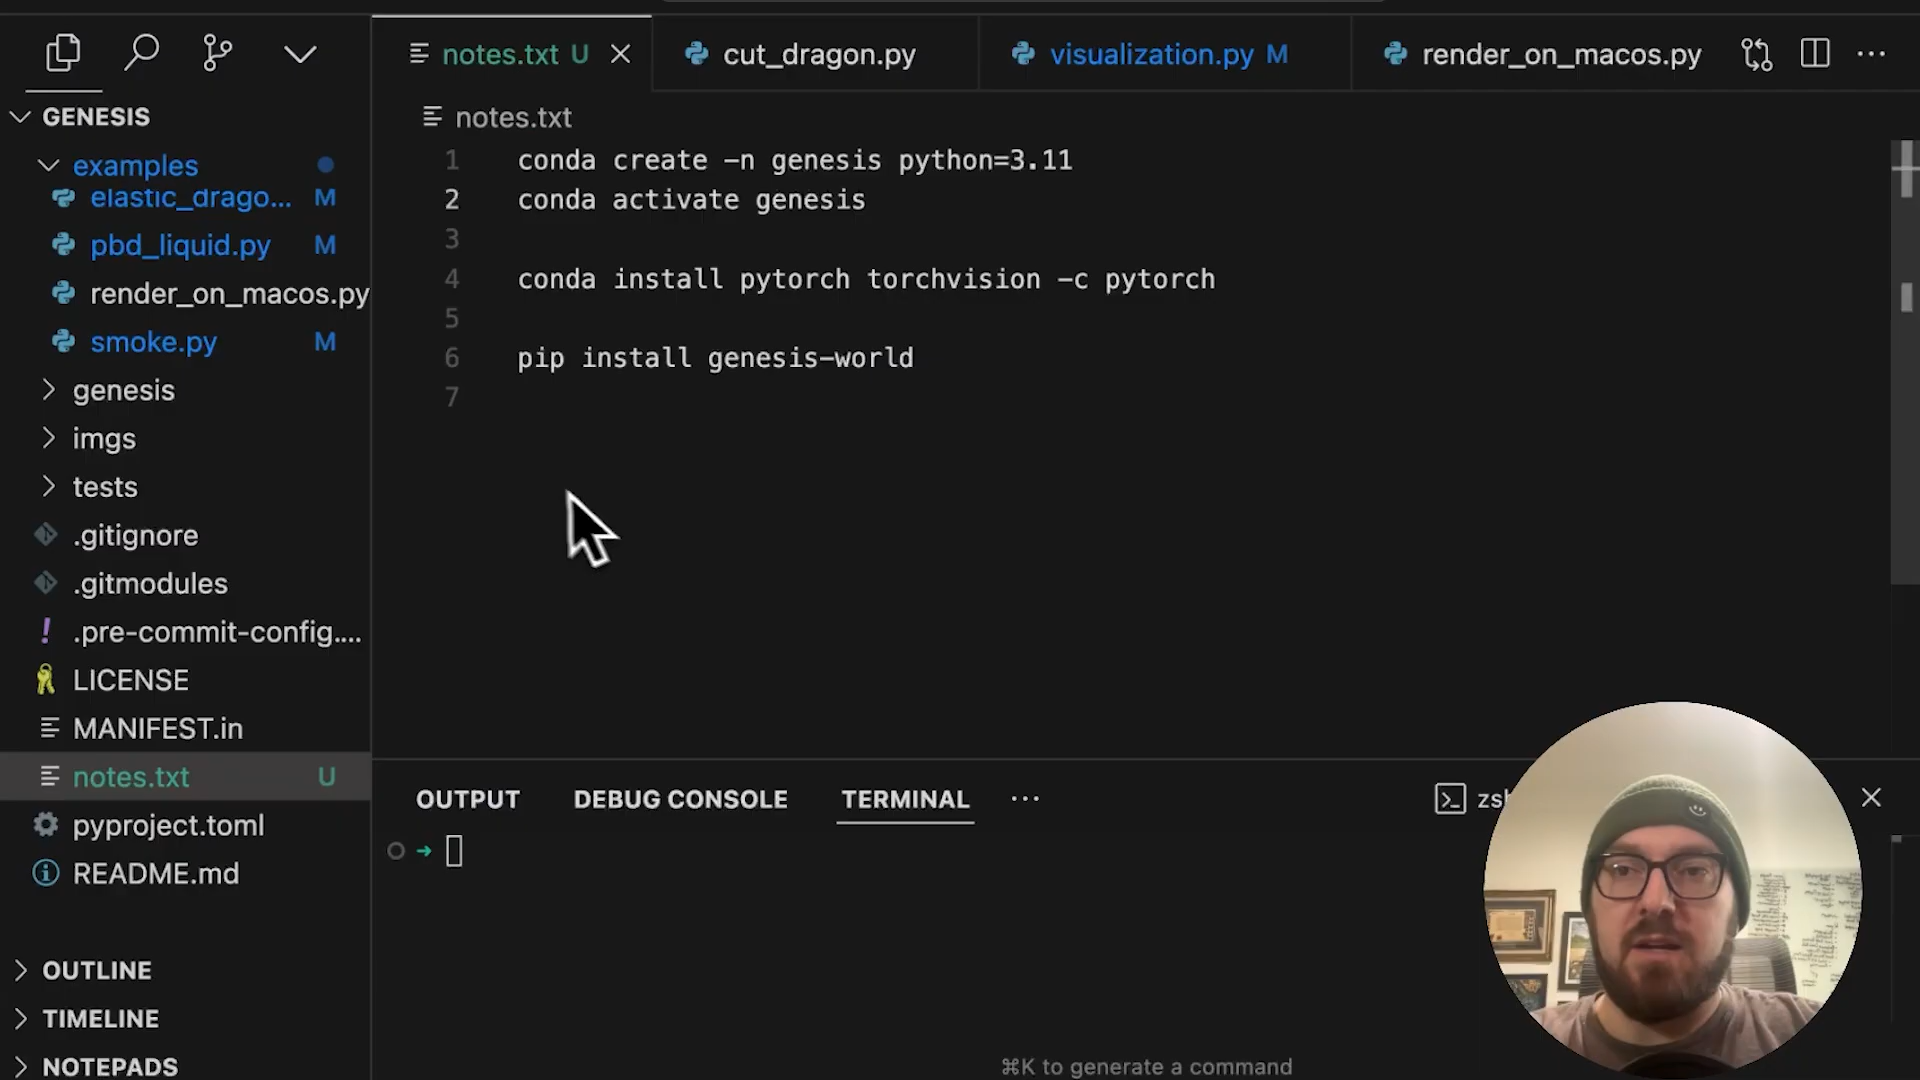 notes.txt U
cut_dragon.py
visualization.py M
render_on_macos.py
GENESIS
examples
elastic_drago... M
pbd_liquid.py M
render_on_macos.py
smoke.py M
genesis
imgs
tests
.gitignore
.gitmodules
.pre-commit-config....
LICENSE
MANIFEST.in
notes.txt U
pyproject.toml
README.md
OUTLINE
TIMELINE
NOTEPADS
notes.txt
1 conda create -n genesis python=3.11
2 conda activate genesis
3
4 conda install pytorch torchvision -c pytorch
5
6 pip install genesis-world
7
OUTPUT DEBUG CONSOLE TERMINAL ...
⌘K to generate a command